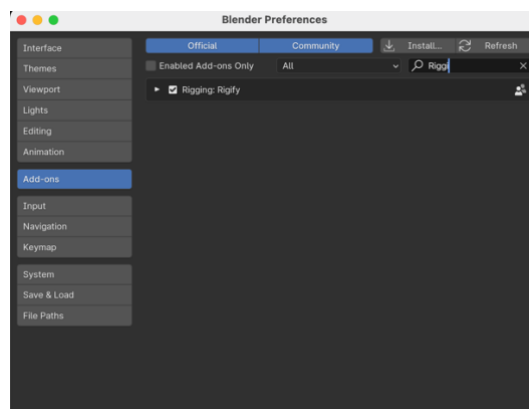 Blender Preferences
Interface
Themes
Viewport
Lights
Editing
Animation
Add-ons
Input
Navigation
Keymap
System
Save & Load
File Paths
Official Community Install... Refresh
Enabled Add-ons Only All Riggi
Rigging: Rigify